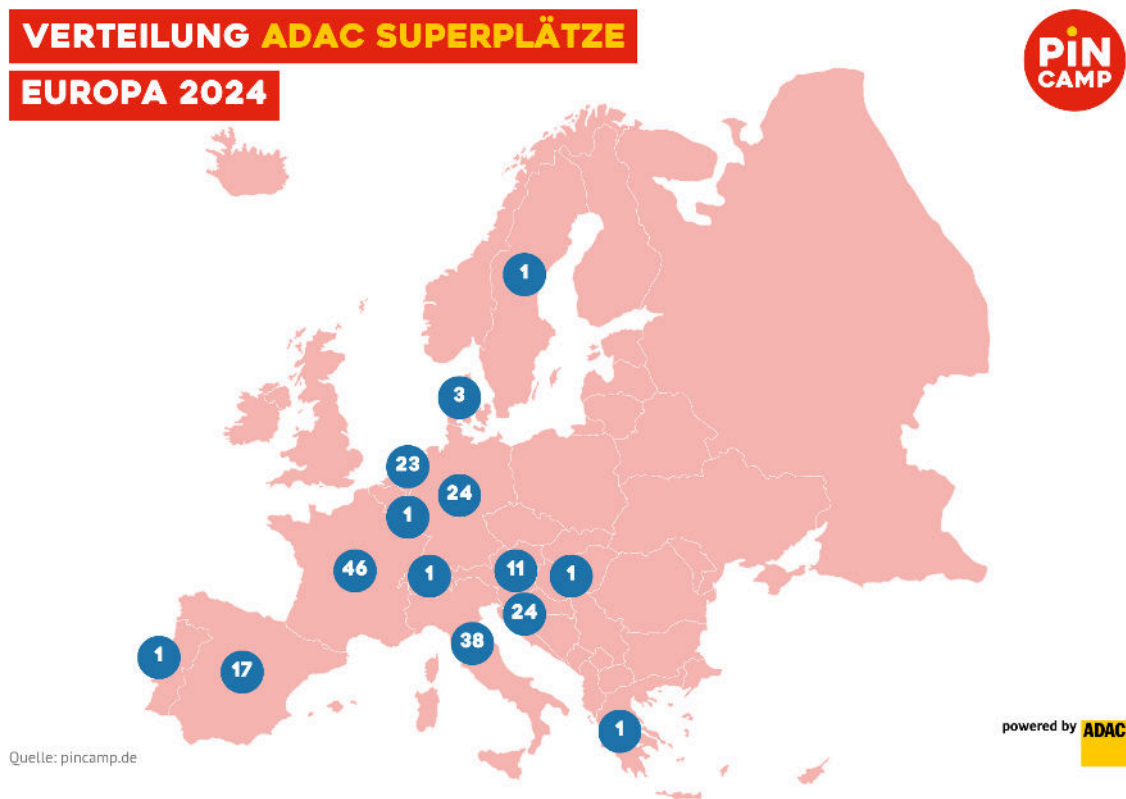 VERTEILUNG ADAC SUPERPLÄTZE
EUROPA 2024
PiN
CAMP
1
3
23
24
1
46
1
11
1
24
38
1
17
1
powered by ADAC
Quelle: pincamp.de